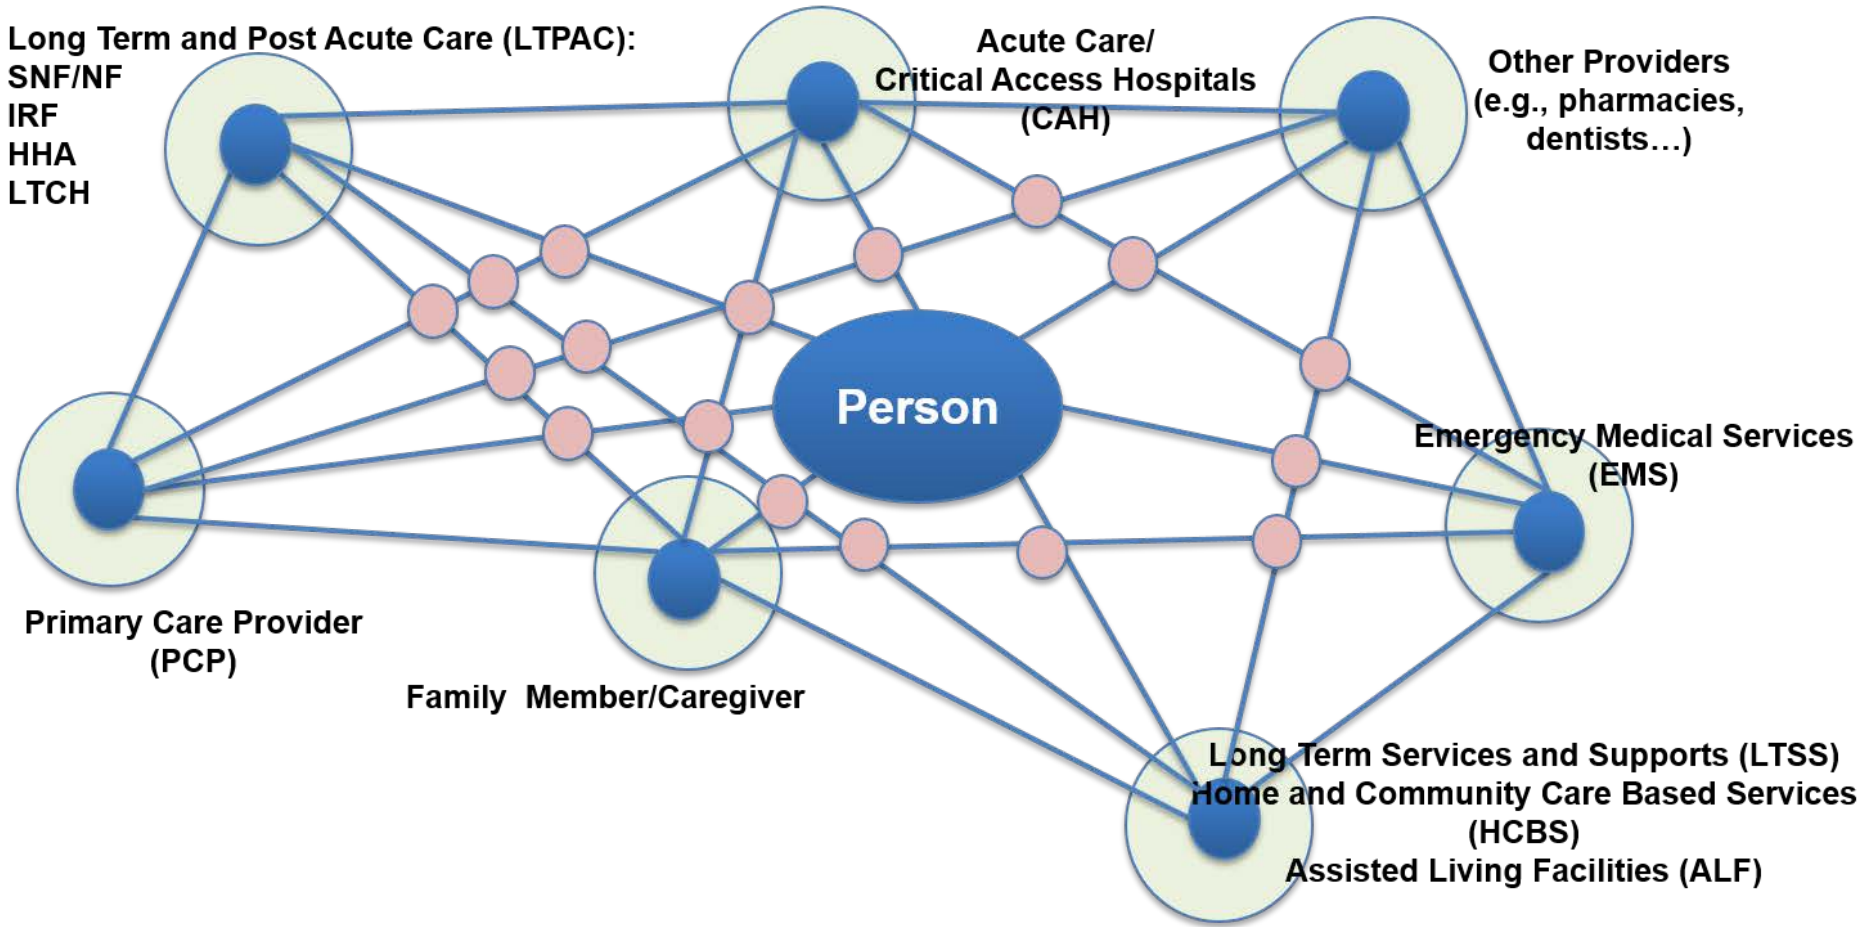 Long Term and Post Acute Care (LTPAC):
SNF/NF
IRF
HHA
LTCH
Acute Care/
Critical Access Hospitals
(CAH)
Other Providers
(e.g., pharmacies,
dentists…)
Person
Emergency Medical Services
(EMS)
Primary Care Provider
(PCP)
Family Member/Caregiver
Long Term Services and Supports (LTSS)
Home and Community Care Based Services
(HCBS)
Assisted Living Facilities (ALF)